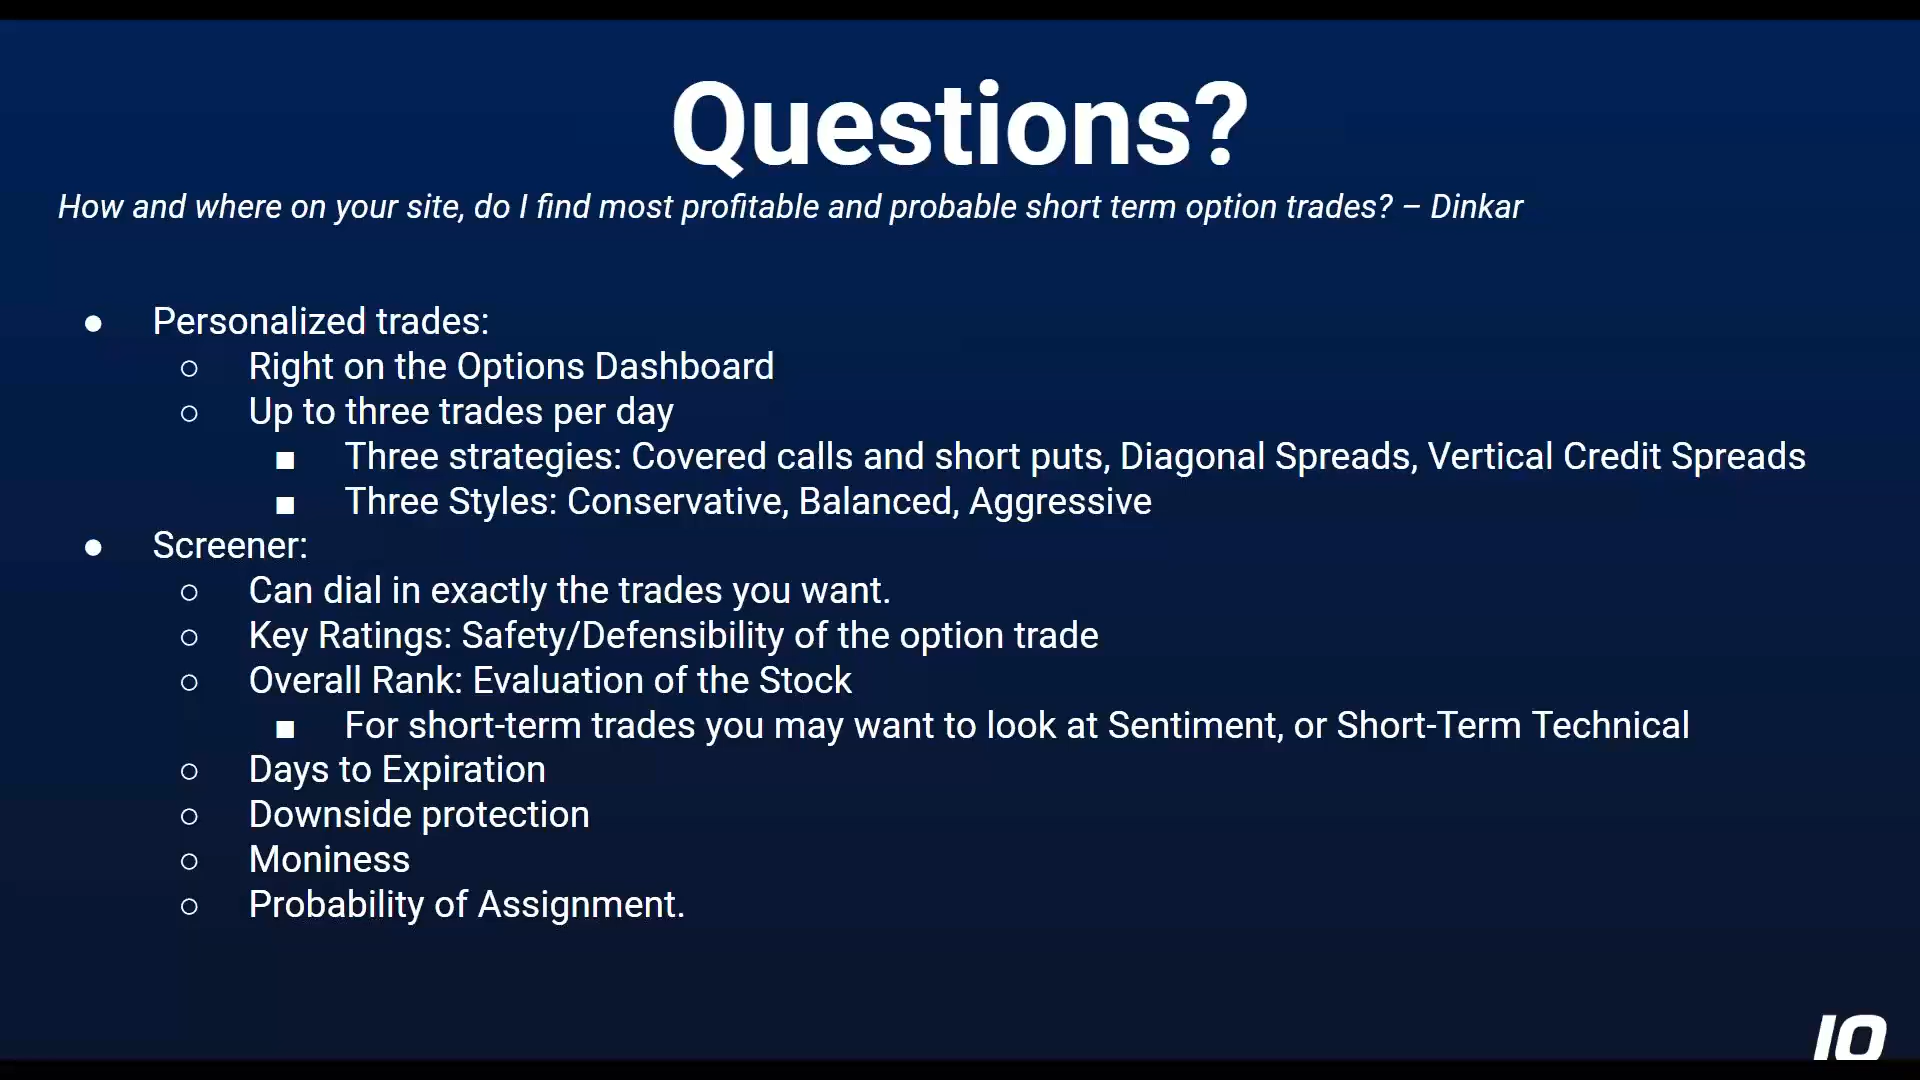 Questions?
How and where on your site, do I find most profitable and probable short term option trades? – Dinkar
● Personalized trades:
○ Right on the Options Dashboard
○ Up to three trades per day
■ Three strategies: Covered calls and short puts, Diagonal Spreads, Vertical Credit Spreads
■ Three Styles: Conservative, Balanced, Aggressive
● Screener:
○ Can dial in exactly the trades you want.
○ Key Ratings: Safety/Defensibility of the option trade
○ Overall Rank: Evaluation of the Stock
■ For short-term trades you may want to look at Sentiment, or Short-Term Technical
○ Days to Expiration
○ Downside protection
○ Moniness
○ Probability of Assignment.
IO